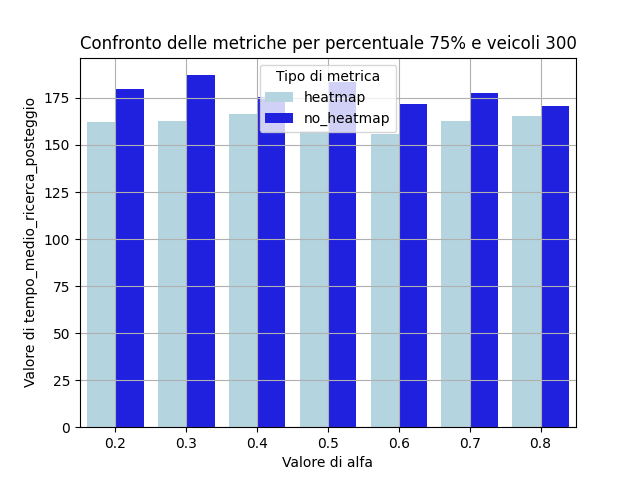 Confronto delle metriche per percentuale 75% e veicoli 300
Tipo di metrica
heatmap
no_heatmap
Valore di tempo_medio_ricerca_posteggio
175
150
125
100
75
50
25
0
0.2 0.3 0.4 0.5 0.6 0.7 0.8
Valore di alfa